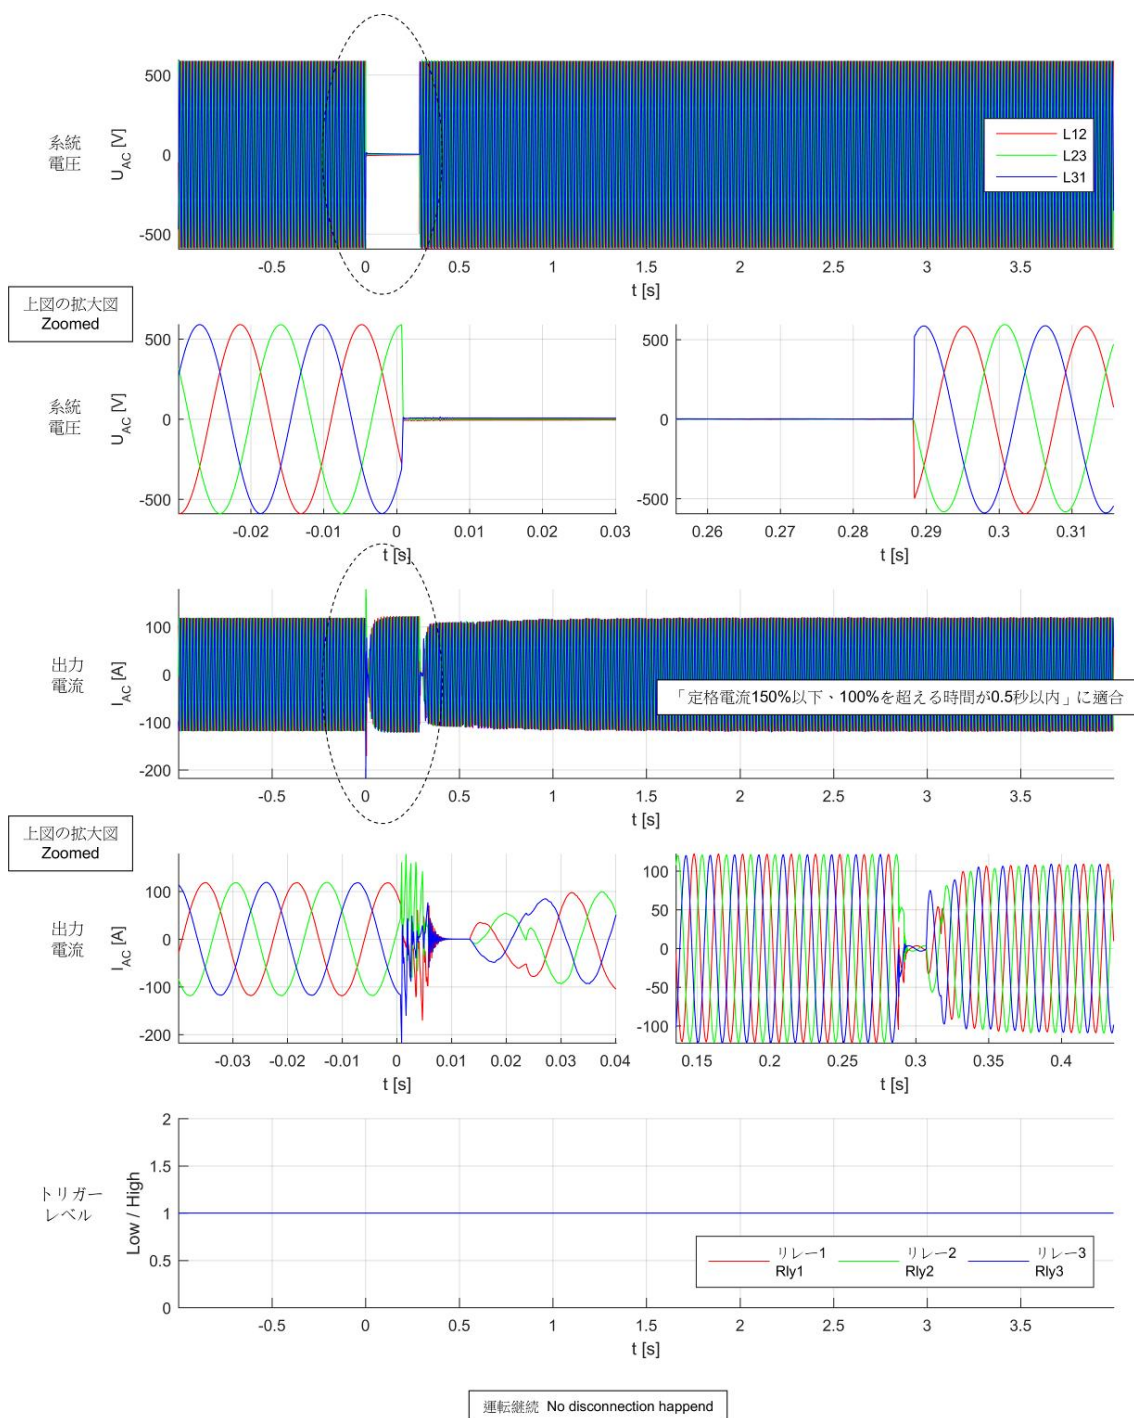 500
0
-500
系統
電圧
U_AC [V]
L12
L23
L31
-0.5
0
0.5
1
1.5
2
2.5
3
3.5
t [s]
上図の拡大図
Zoomed
系統
電圧
U_AC [V]
500
0
-500
-0.02
-0.01
0
0.01
0.02
0.03
t [s]
500
0
-500
0.26
0.27
0.28
0.29
0.3
0.31
t [s]
出力
電流
I_AC [A]
100
0
-100
-200
「定格電流150%以下、100%を超える時間が0.5秒以内」に適合
-0.5
0
0.5
1
1.5
2
2.5
3
3.5
t [s]
上図の拡大図
Zoomed
出力
電流
I_AC [A]
100
0
-100
-200
-0.03
-0.02
-0.01
0
0.01
0.02
0.03
0.04
t [s]
100
50
0
-50
-100
0.15
0.2
0.25
0.3
0.35
0.4
t [s]
トリガー
レベル
Low / High
2
1.5
1
0.5
0
リレー1
Rly1
リレー2
Rly2
リレー3
Rly3
-0.5
0
0.5
1
1.5
2
2.5
3
3.5
t [s]
運転継続 No disconnection happend